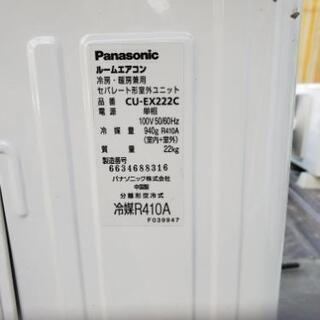 Panasonic
ルームエアコン
冷房・暖房兼用
セパレート形室外ユニット
品番 CU-EX222C
電源 単相
100V 50/60Hz
冷媒量 940g R410A
(室内+室外)
質量 22kg
製造番号
6634688316
パナソニック株式会社
中国製
分離形空冷式
冷媒R410A
F039947